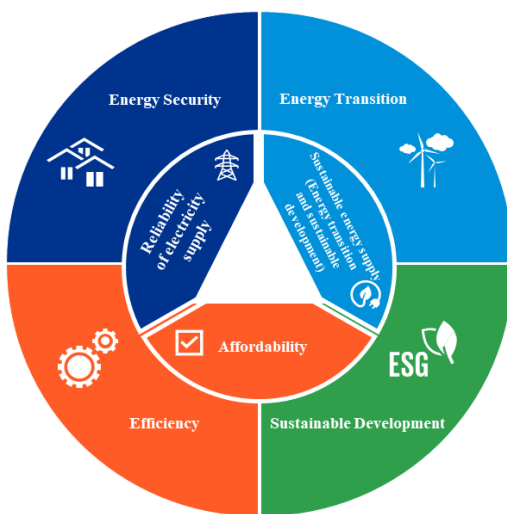 Energy Security
Energy Transition
Reliability
of electricity
supply
Sustainable energy supply
(Energy transition
and sustainable
development)
Affordability
ESG
Efficiency
Sustainable Development